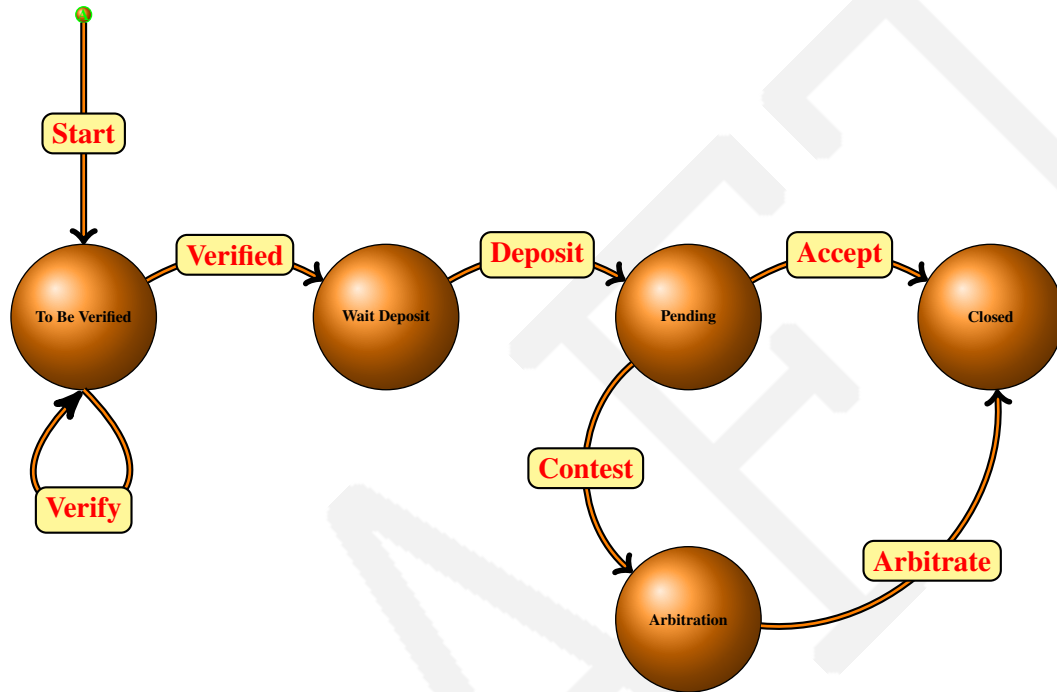 Start
Verified
Deposit
Accept
To Be Verified
Wait Deposit
Pending
Closed
Contest
Verify
Arbitrate
Arbitration